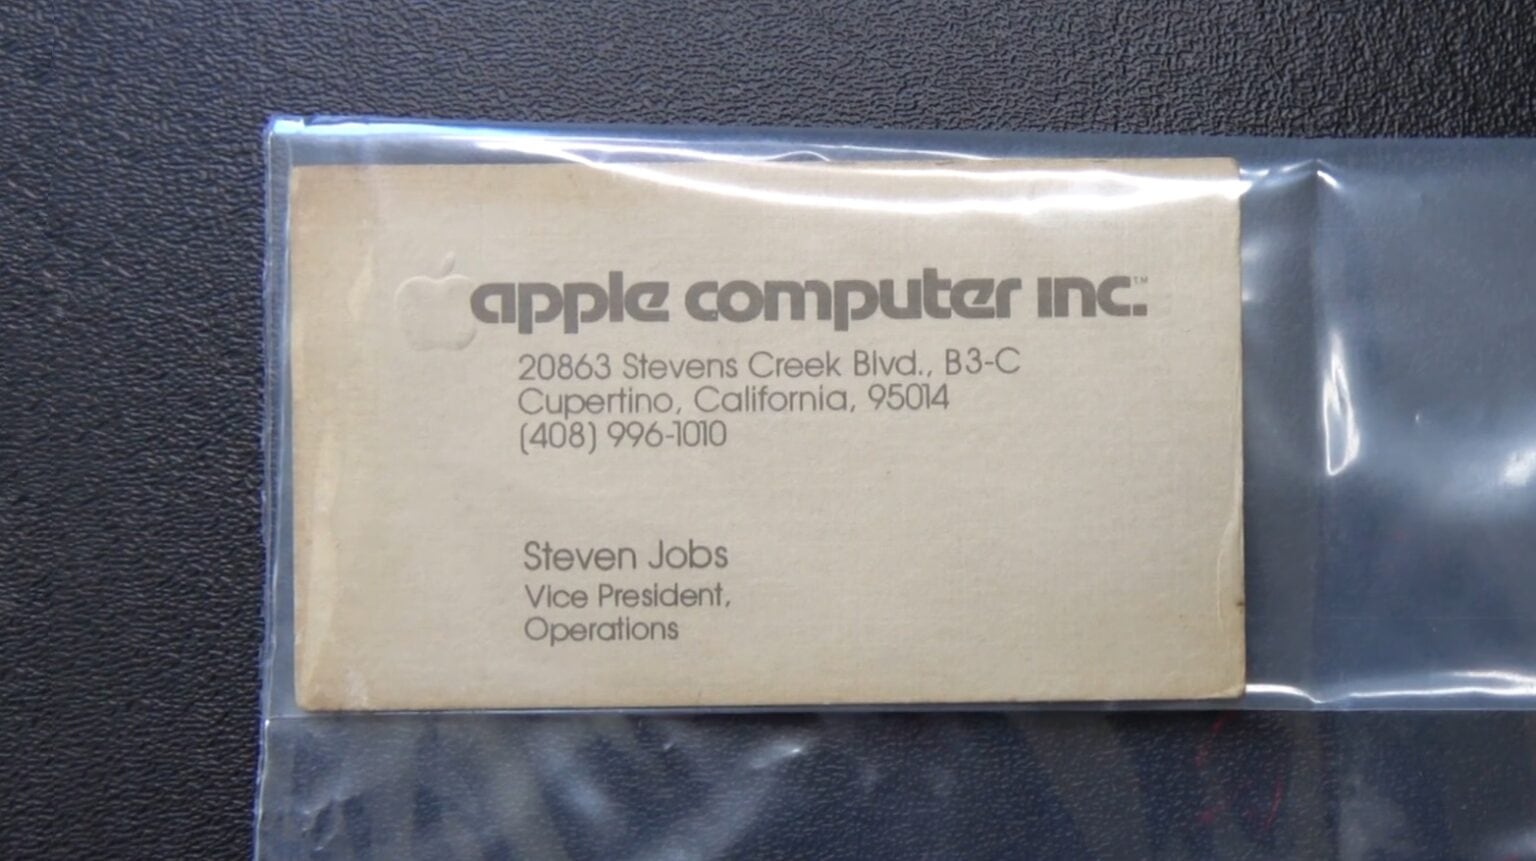 apple computer inc.™
20863 Stevens Creek Blvd., B3-C
Cupertino, California, 95014
(408) 996-1010
Steven Jobs
Vice President,
Operations